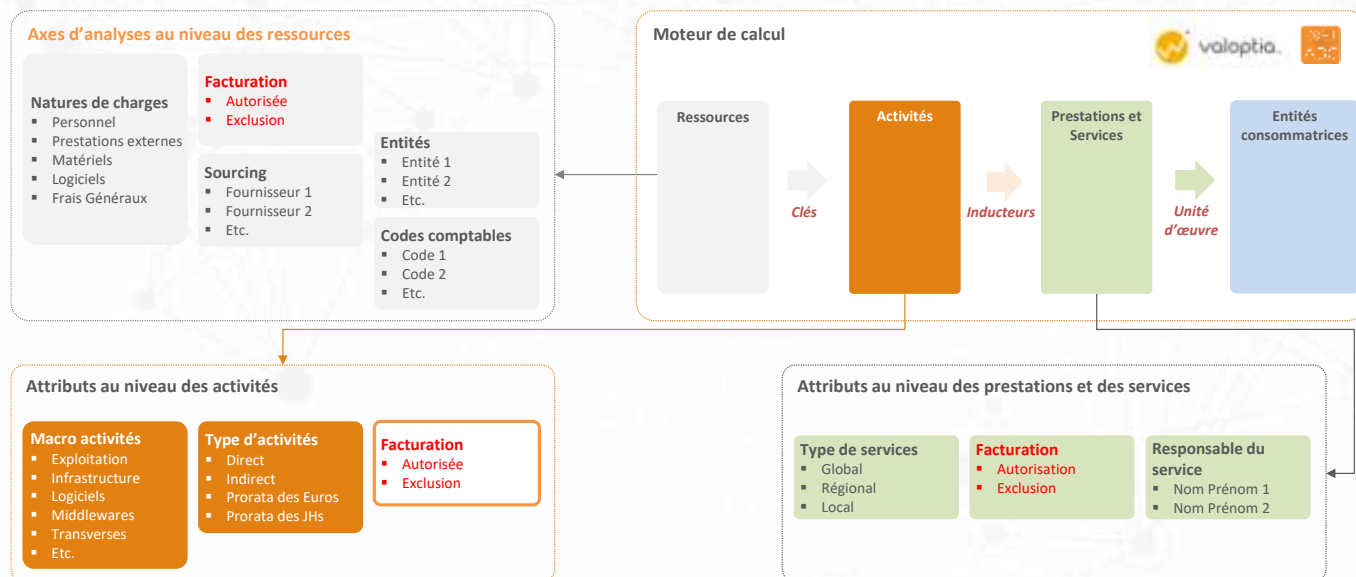 Axes d'analyses au niveau des ressources
Natures de charges
▪ Personnel
▪ Prestations externes
▪ Matériels
▪ Logiciels
▪ Frais Généraux
Facturation
▪ Autorisée
▪ Exclusion
Sourcing
▪ Fournisseur 1
▪ Fournisseur 2
▪ Etc.
Entités
▪ Entité 1
▪ Entité 2
▪ Etc.
Codes comptables
▪ Code 1
▪ Code 2
▪ Etc.
Moteur de calcul
valoptia
ABC
Ressources
Clés
Activités
Inducteurs
Prestations et
Services
Unité
d'œuvre
Entités
consommatrices
Attributs au niveau des activités
Macro activités
▪ Exploitation
▪ Infrastructure
▪ Logiciels
▪ Middlewares
▪ Transverses
▪ Etc.
Type d'activités
▪ Direct
▪ Indirect
▪ Prorata des Euros
▪ Prorata des JHs
Facturation
▪ Autorisée
▪ Exclusion
Attributs au niveau des prestations et des services
Type de services
▪ Global
▪ Régional
▪ Local
Facturation
▪ Autorisation
▪ Exclusion
Responsable du
service
▪ Nom Prénom 1
▪ Nom Prénom 2